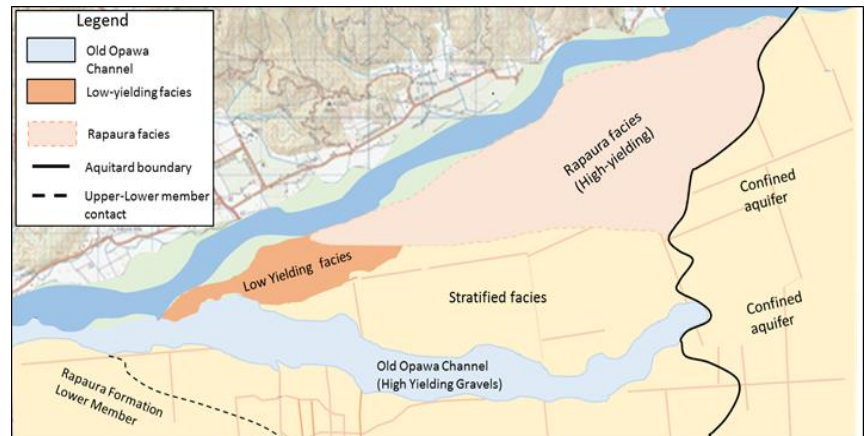 Legend
Old Opawa
Channel
Low-yielding facies
Rapaura facies
Aquitard boundary
Upper-Lower member
contact
Rapaura facies
(High-yielding)
Confined
aquifer
Low Yielding facies
Stratified facies
Confined
aquifer
Old Opawa Channel
(High Yielding Gravels)
Rapaura Formation
Lower Member